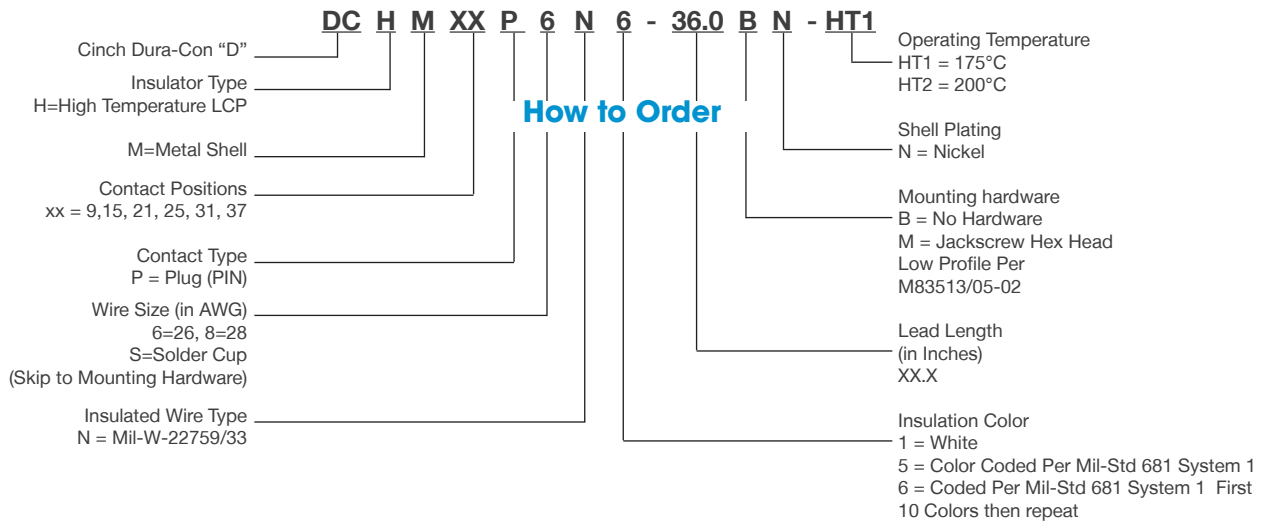 DC H M XX P 6 N 6 - 36.0 B N - HT1
How to Order
Cinch Dura-Con “D”
Insulator Type
H=High Temperature LCP
M=Metal Shell
Contact Positions
xx = 9,15, 21, 25, 31, 37
Contact Type
P = Plug (PIN)
Wire Size (in AWG)
6=26, 8=28
S=Solder Cup
(Skip to Mounting Hardware)
Insulated Wire Type
N = Mil-W-22759/33
Operating Temperature
HT1 = 175°C
HT2 = 200°C
Shell Plating
N = Nickel
Mounting hardware
B = No Hardware
M = Jackscrew Hex Head
Low Profile Per
M83513/05-02
Lead Length
(in Inches)
XX.X
Insulation Color
1 = White
5 = Color Coded Per Mil-Std 681 System 1
6 = Coded Per Mil-Std 681 System 1 First
10 Colors then repeat